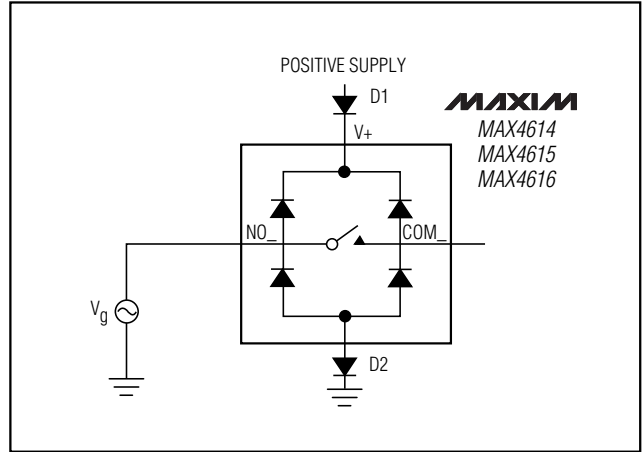 POSITIVE SUPPLY
D1
MAXIM
V+
MAX4614
MAX4615
MAX4616
NO_
COM_
Vg
D2